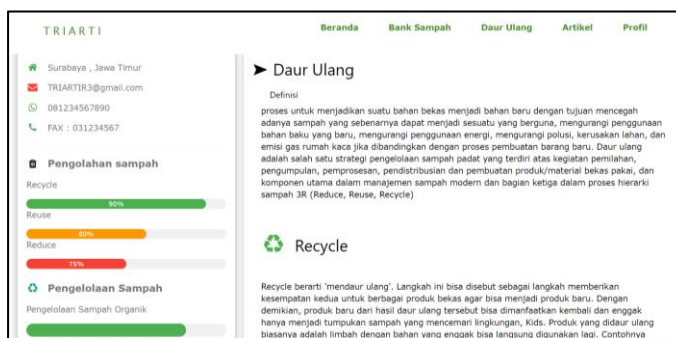 TRIARTI
Beranda Bank Sampah Daur Ulang Artikel Profil
Surabaya , Jawa Timur
TRIARTIR3@gmail.com
081234567890
FAX : 031234567
Pengolahan sampah
Recycle
90%
Reuse
80%
Reduce
75%
Pengelolaan Sampah
Pengelolaan Sampah Organik
Daur Ulang
Definisi
proses untuk menjadikan suatu bahan bekas menjadi bahan baru dengan tujuan mencegah
adanya sampah yang sebenarnya dapat menjadi sesuatu yang berguna, mengurangi penggunaan
bahan baku yang baru, mengurangi penggunaan energi, mengurangi polusi, kerusakan lahan, dan
emisi gas rumah kaca jika dibandingkan dengan proses pembuatan barang baru. Daur ulang
adalah salah satu strategi pengelolaan sampah padat yang terdiri atas kegiatan pemilahan,
pengumpulan, pemprosesan, pendistribusian dan pembuatan produk/material bekas pakai, dan
komponen utama dalam manajemen sampah modern dan bagian ketiga dalam proses hierarki
sampah 3R (Reduce, Reuse, Recycle)
Recycle
Recycle berarti 'mendaur ulang'. Langkah ini bisa disebut sebagai langkah memberikan
kesempatan kedua untuk berbagai produk bekas agar bisa menjadi produk baru. Dengan
demikian, produk baru dari hasil daur ulang tersebut bisa dimanfaatkan kembali dan enggak
hanya menjadi tumpukan sampah yang mencemari lingkungan, Kids. Produk yang didaur ulang
biasanya adalah limbah dengan bahan yang enggak bisa langsung digunakan lagi. Contohnya